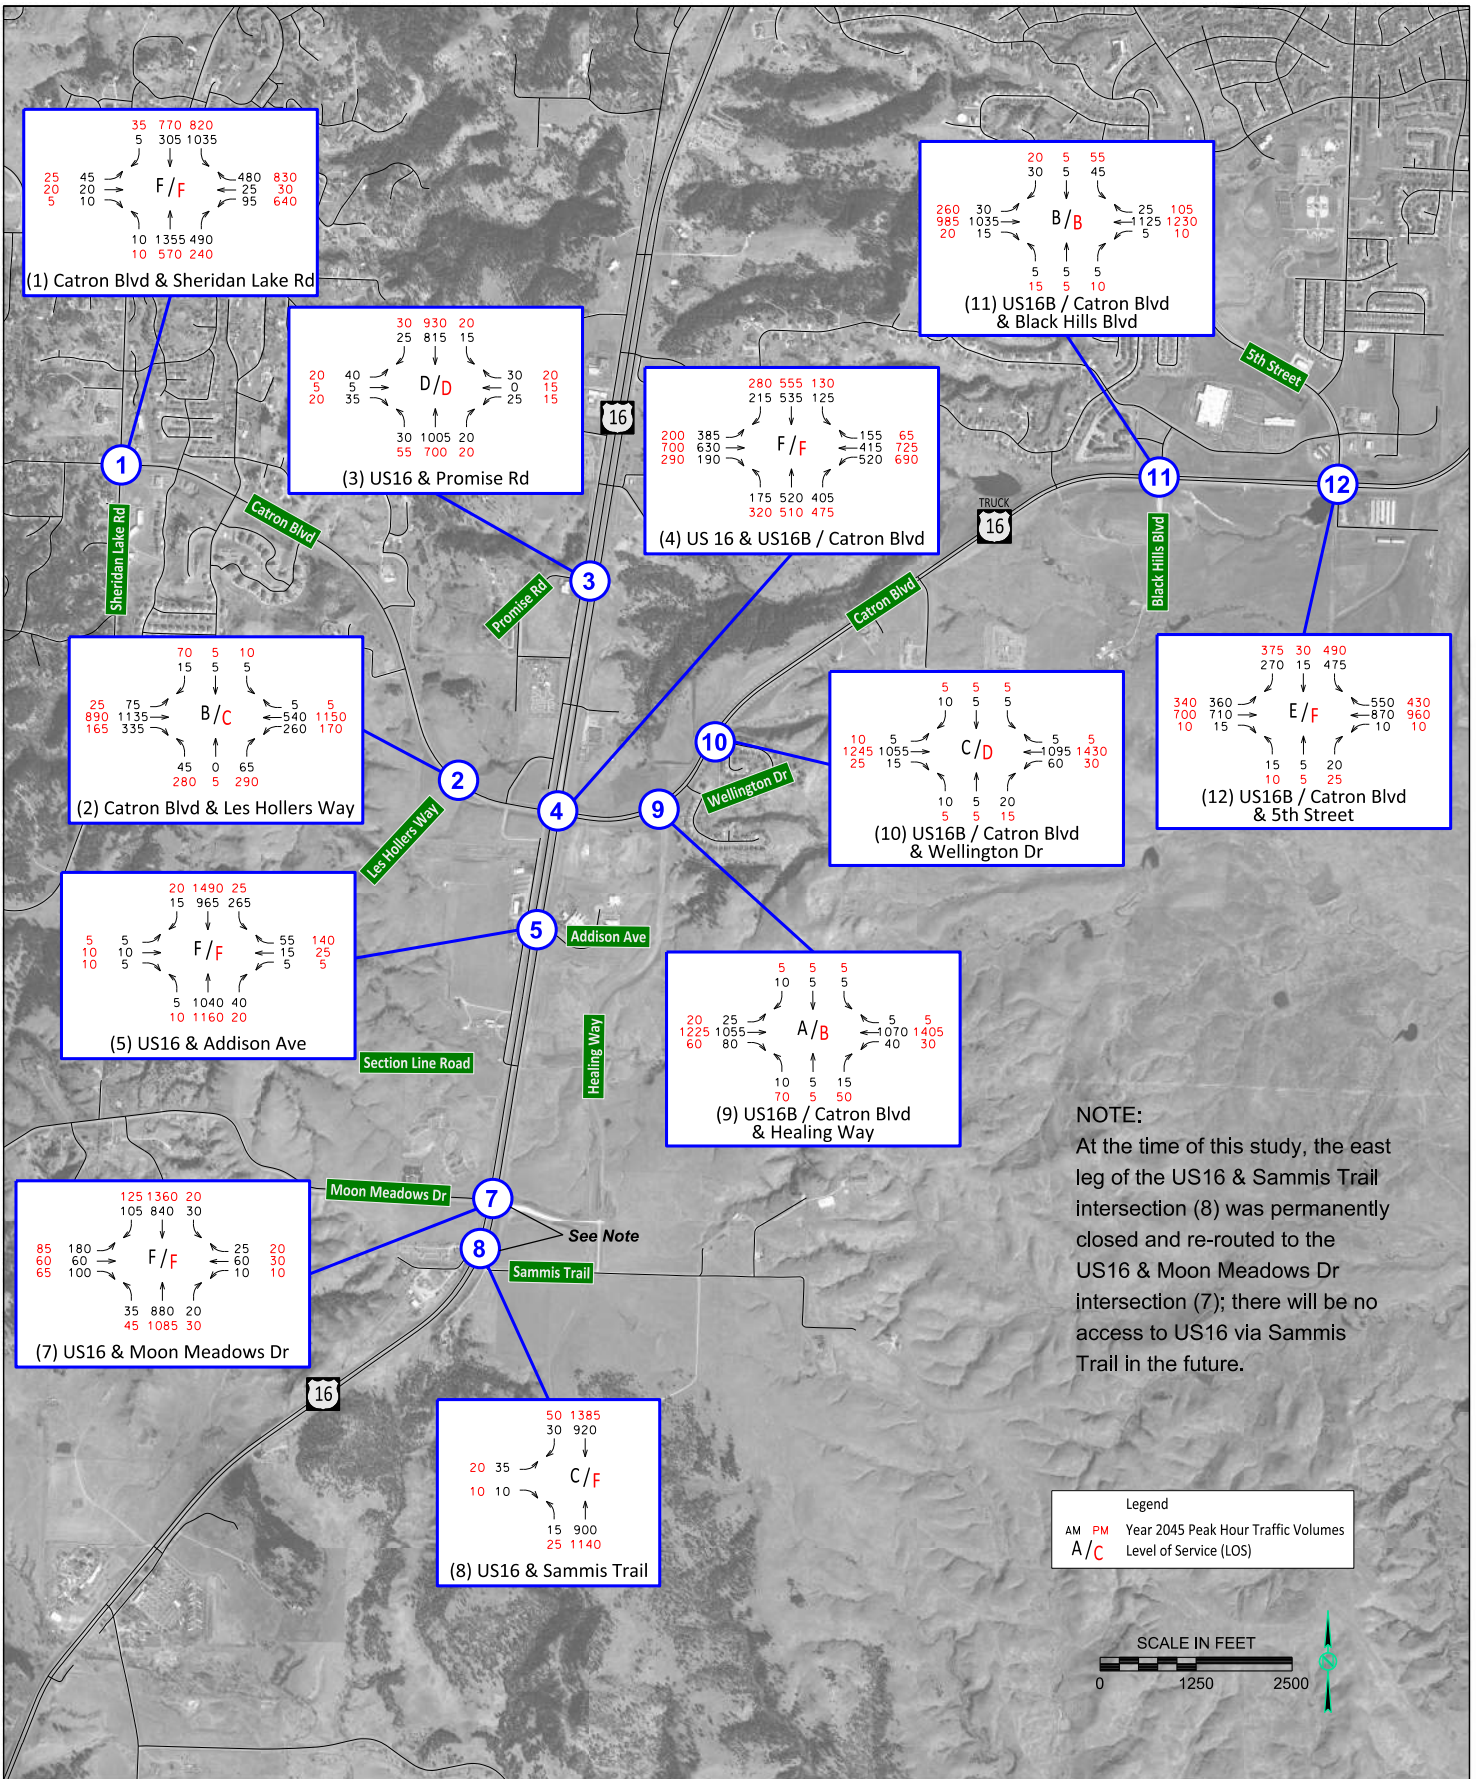 35 770 820
5 305 1035
25 45
20 20
5 10
F/F
480 830
25 30
95 640
10 1355 490
10 570 240
(1) Catron Blvd & Sheridan Lake Rd
20 5 55
30 5 45
260 30
985 1035
20 15
B/B
25 105
1125 1230
5 10
5 5 5
15 5 10
(11) US16B / Catron Blvd
& Black Hills Blvd
30 930 20
25 815 15
20 40
5 5
20 35
D/D
30 20
0 15
25 15
30 1005 20
55 700 20
(3) US16 & Promise Rd
280 555 130
215 535 125
200 385
700 630
290 190
F/F
155 65
415 725
520 690
175 520 405
320 510 475
(4) US 16 & US16B / Catron Blvd
16
5th Street
1
11
12
TRUCK
16
Sheridan Lake Rd
Catron Blvd
3
Promise Rd
Catron Blvd
Black Hills Blvd
70 5 10
15 5 5
25 75
890 1135
165 335
B/C
5 5
540 1150
260 170
45 0 65
280 5 290
(2) Catron Blvd & Les Hollers Way
375 30 490
270 15 475
340 360
700 710
10 15
E/F
550 430
870 960
10 10
15 5 20
10 5 25
(12) US16B / Catron Blvd
& 5th Street
5 5 5
10 5 5
10 5
1245 1055
25 15
C/D
5 5
1095 1430
60 30
10 5 20
5 5 15
(10) US16B / Catron Blvd
& Wellington Dr
10
2
4
9
Wellington Dr
Les Hollers Way
20 1490 25
15 965 265
5 5
10 10
10 5
F/F
55 140
15 25
5 5
5 1040 40
10 1160 20
(5) US16 & Addison Ave
5
Addison Ave
5 5 5
10 5 5
20 25
1225 1055
60 80
A/B
5 5
1070 1405
40 30
10 5 15
70 5 50
(9) US16B / Catron Blvd
& Healing Way
Section Line Road
Healing Way
NOTE:
At the time of this study, the east
leg of the US16 & Sammis Trail
intersection (8) was permanently
closed and re-routed to the
US16 & Moon Meadows Dr
intersection (7); there will be no
access to US16 via Sammis
Trail in the future.
125 1360 20
105 840 30
85 180
60 60
65 100
F/F
25 20
60 30
10 10
35 880 20
45 1085 30
(7) US16 & Moon Meadows Dr
Moon Meadows Dr
7
See Note
8
Sammis Trail
16
50 1385
30 920
20 35
10 10
C/F
15 900
25 1140
(8) US16 & Sammis Trail
Legend
AM PM Year 2045 Peak Hour Traffic Volumes
A/C Level of Service (LOS)
SCALE IN FEET
0 1250 2500